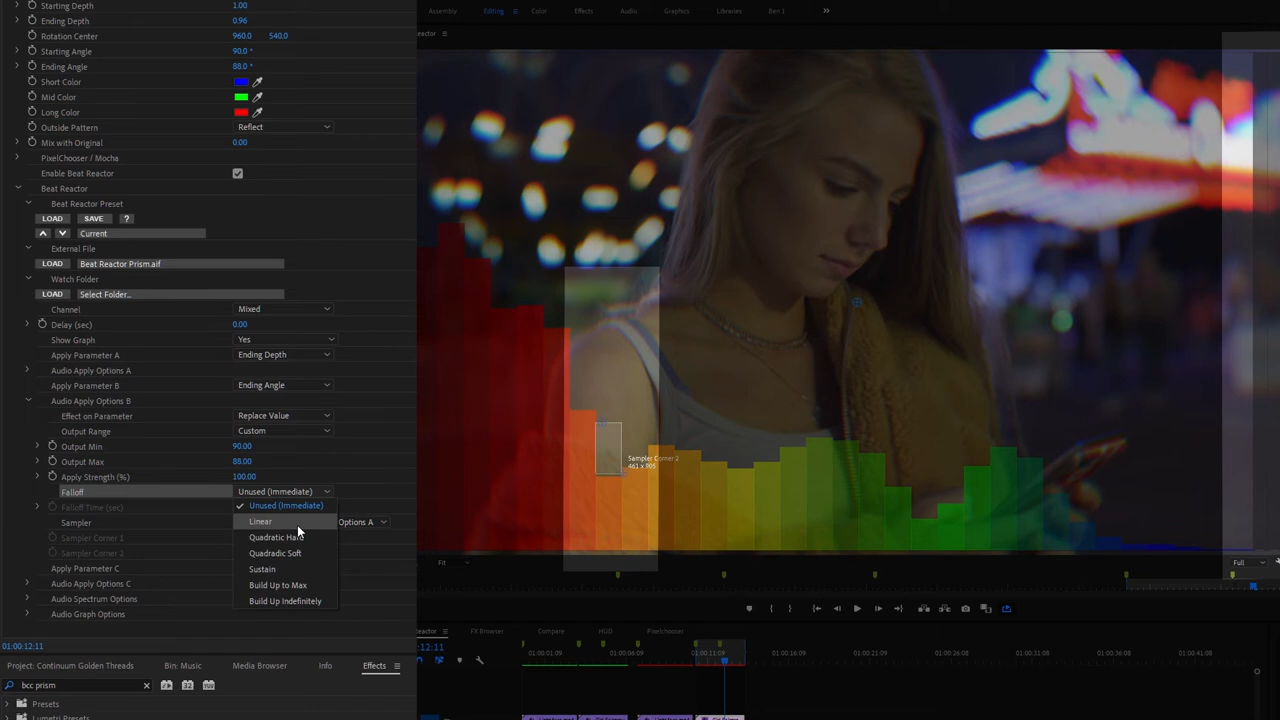 Assembly
Editing
Color
Effects
Audio
Graphics
Libraries
Ben 1
Starting Depth 1.00
Ending Depth 0.96
Rotation Center 960.0 540.0
Starting Angle 90.0 °
Ending Angle 88.0 °
Short Color
Mid Color
Long Color
Outside Pattern Reflect
Mix with Original 0.00
PixelChooser / Mocha
Enable Beat Reactor
Beat Reactor
Beat Reactor Preset
LOAD SAVE ?
Current
External File
LOAD Beat Reactor Prism.aif
Watch Folder
LOAD Select Folder...
Channel Mixed
Delay (sec) 0.00
Show Graph Yes
Apply Parameter A Ending Depth
Audio Apply Options A
Apply Parameter B Ending Angle
Audio Apply Options B
Effect on Parameter Replace Value
Output Range Custom
Output Min 90.00
Output Max 88.00
Apply Strength (%) 100.00
Falloff Unused (Immediate)
Falloff Time (sec)
Sampler Options A
Sampler Corner 1
Sampler Corner 2
Apply Parameter C
Audio Apply Options C
Audio Spectrum Options
Audio Graph Options
Unused (Immediate)
Linear
Quadratic Hard
Quadradic Soft
Sustain
Build Up to Max
Build Up Indefinitely
Sampler Corner 2
461 x 905
Fit
Full
01:00:12:11
Project: Continuum Golden Threads
Bin: Music
Media Browser
Info
Effects
bcc prism
Presets
Lumetri Presets
FX Browser
Compare
HUD
Pixelchooser
01:00:01:09
01:00:06:09
01:00:11:09
01:00:16:09
01:00:21:08
01:00:26:08
01:00:31:08
01:00:36:08
01:00:41:08